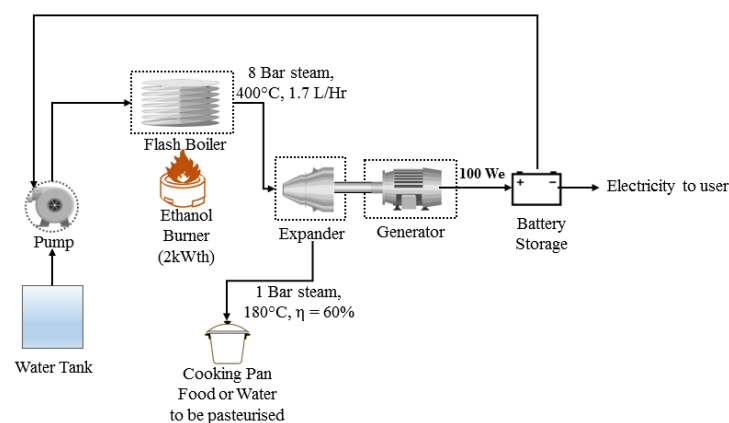 8 Bar steam,
400°C, 1.7 L/Hr
Flash Boiler
Ethanol
Burner
(2kWth)
Pump
Water Tank
Expander
Generator
100 We
+ −
Battery
Storage
Electricity to user
1 Bar steam,
180°C, η = 60%
Cooking Pan
Food or Water
to be pasteurised